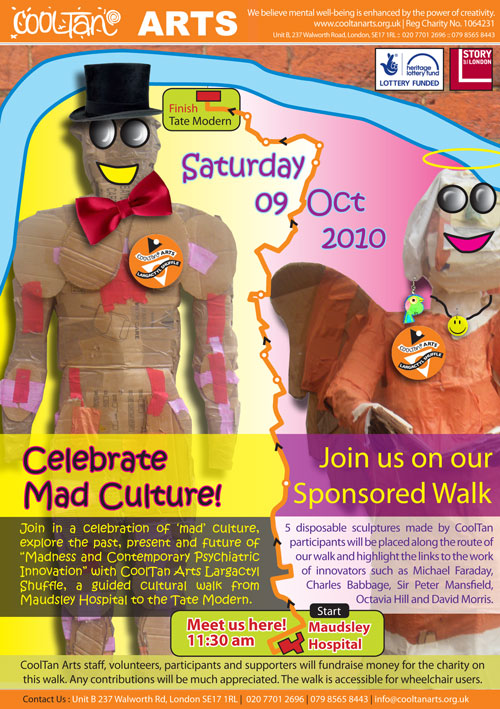 COOLTAN ARTS
We believe mental well-being is enhanced by the power of creativity.
www.cooltanarts.org.uk | Reg Charity No. 1064231
Unit B, 237 Walworth Road, London, SE17 1RL :: 020 7701 2696 :: 079 8565 8443
heritage
lottery fund
LOTTERY FUNDED
STORY
of LONDON
Finish
Tate Modern
Saturday
09 Oct
2010
COOLTAN ARTS
LARGACTYL SHUFFLE
COOLTAN ARTS
LARGACTYL SHUFFLE
Celebrate
Mad Culture!
Join us on our
Sponsored Walk
Join in a celebration of 'mad' culture,
explore the past, present and future of
"Madness and Contemporary Psychiatric
Innovation" with CoolTan Arts Largactyl
Shuffle, a guided cultural walk from
Maudsley Hospital to the Tate Modern.
5 disposable sculptures made by CoolTan
participants will be placed along the route of
our walk and highlight the links to the work
of innovators such as Michael Faraday,
Charles Babbage, Sir Peter Mansfield,
Octavia Hill and David Morris.
Start
Meet us here!
11:30 am
Maudsley
Hospital
CoolTan Arts staff, volunteers, participants and supporters will fundraise money for the charity on
this walk. Any contributions will be much appreciated. The walk is accessible for wheelchair users.
Contact Us : Unit B 237 Walworth Rd, London SE17 1RL | 020 7701 2696 | 079 8565 8443 | info@cooltanarts.org.uk